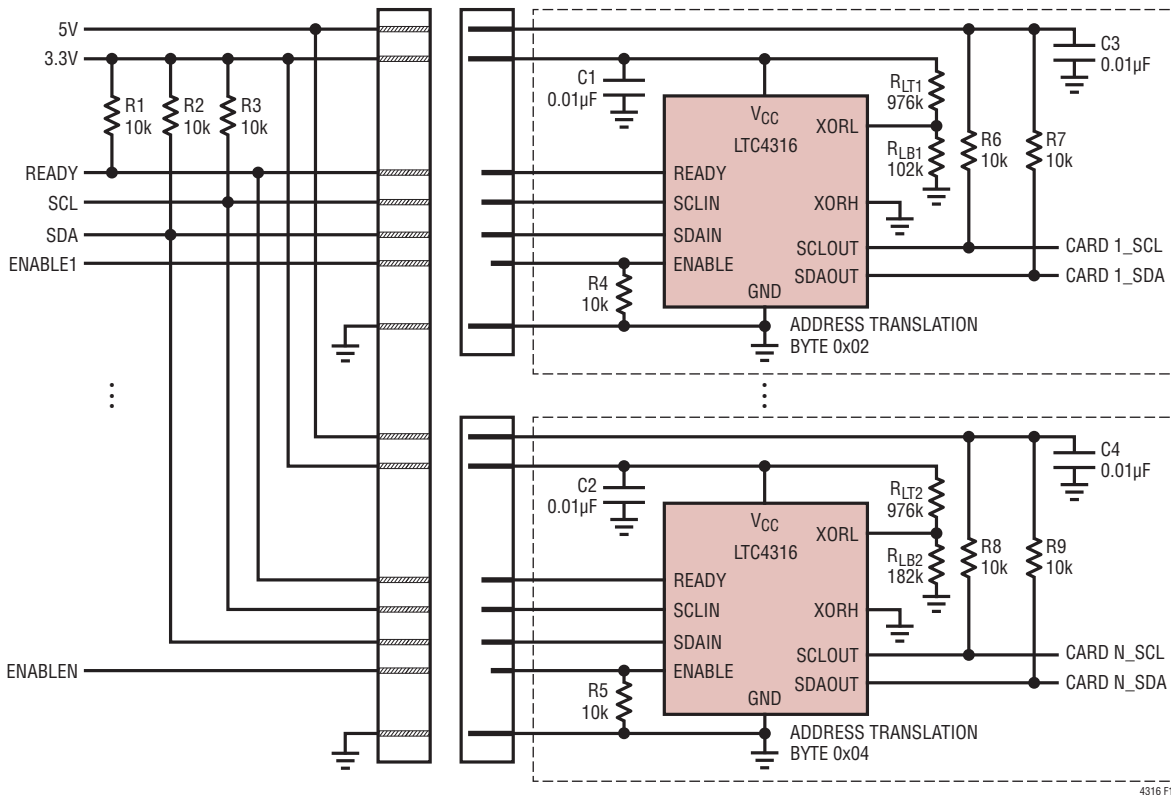 5V
3.3V
R1
10k
R2
10k
R3
10k
READY
SCL
SDA
ENABLE1
C1
0.01µF
VCC
LTC4316
XORL
READY
SCLIN
XORH
SDAIN
SCLOUT
ENABLE
SDAOUT
GND
R4
10k
RLT1
976k
RLB1
102k
R6
10k
R7
10k
C3
0.01µF
CARD 1_SCL
CARD 1_SDA
ADDRESS TRANSLATION
BYTE 0x02
ENABLEN
C2
0.01µF
VCC
LTC4316
XORL
READY
SCLIN
XORH
SDAIN
SCLOUT
ENABLE
SDAOUT
GND
R5
10k
RLT2
976k
RLB2
182k
R8
10k
R9
10k
C4
0.01µF
CARD N_SCL
CARD N_SDA
ADDRESS TRANSLATION
BYTE 0x04